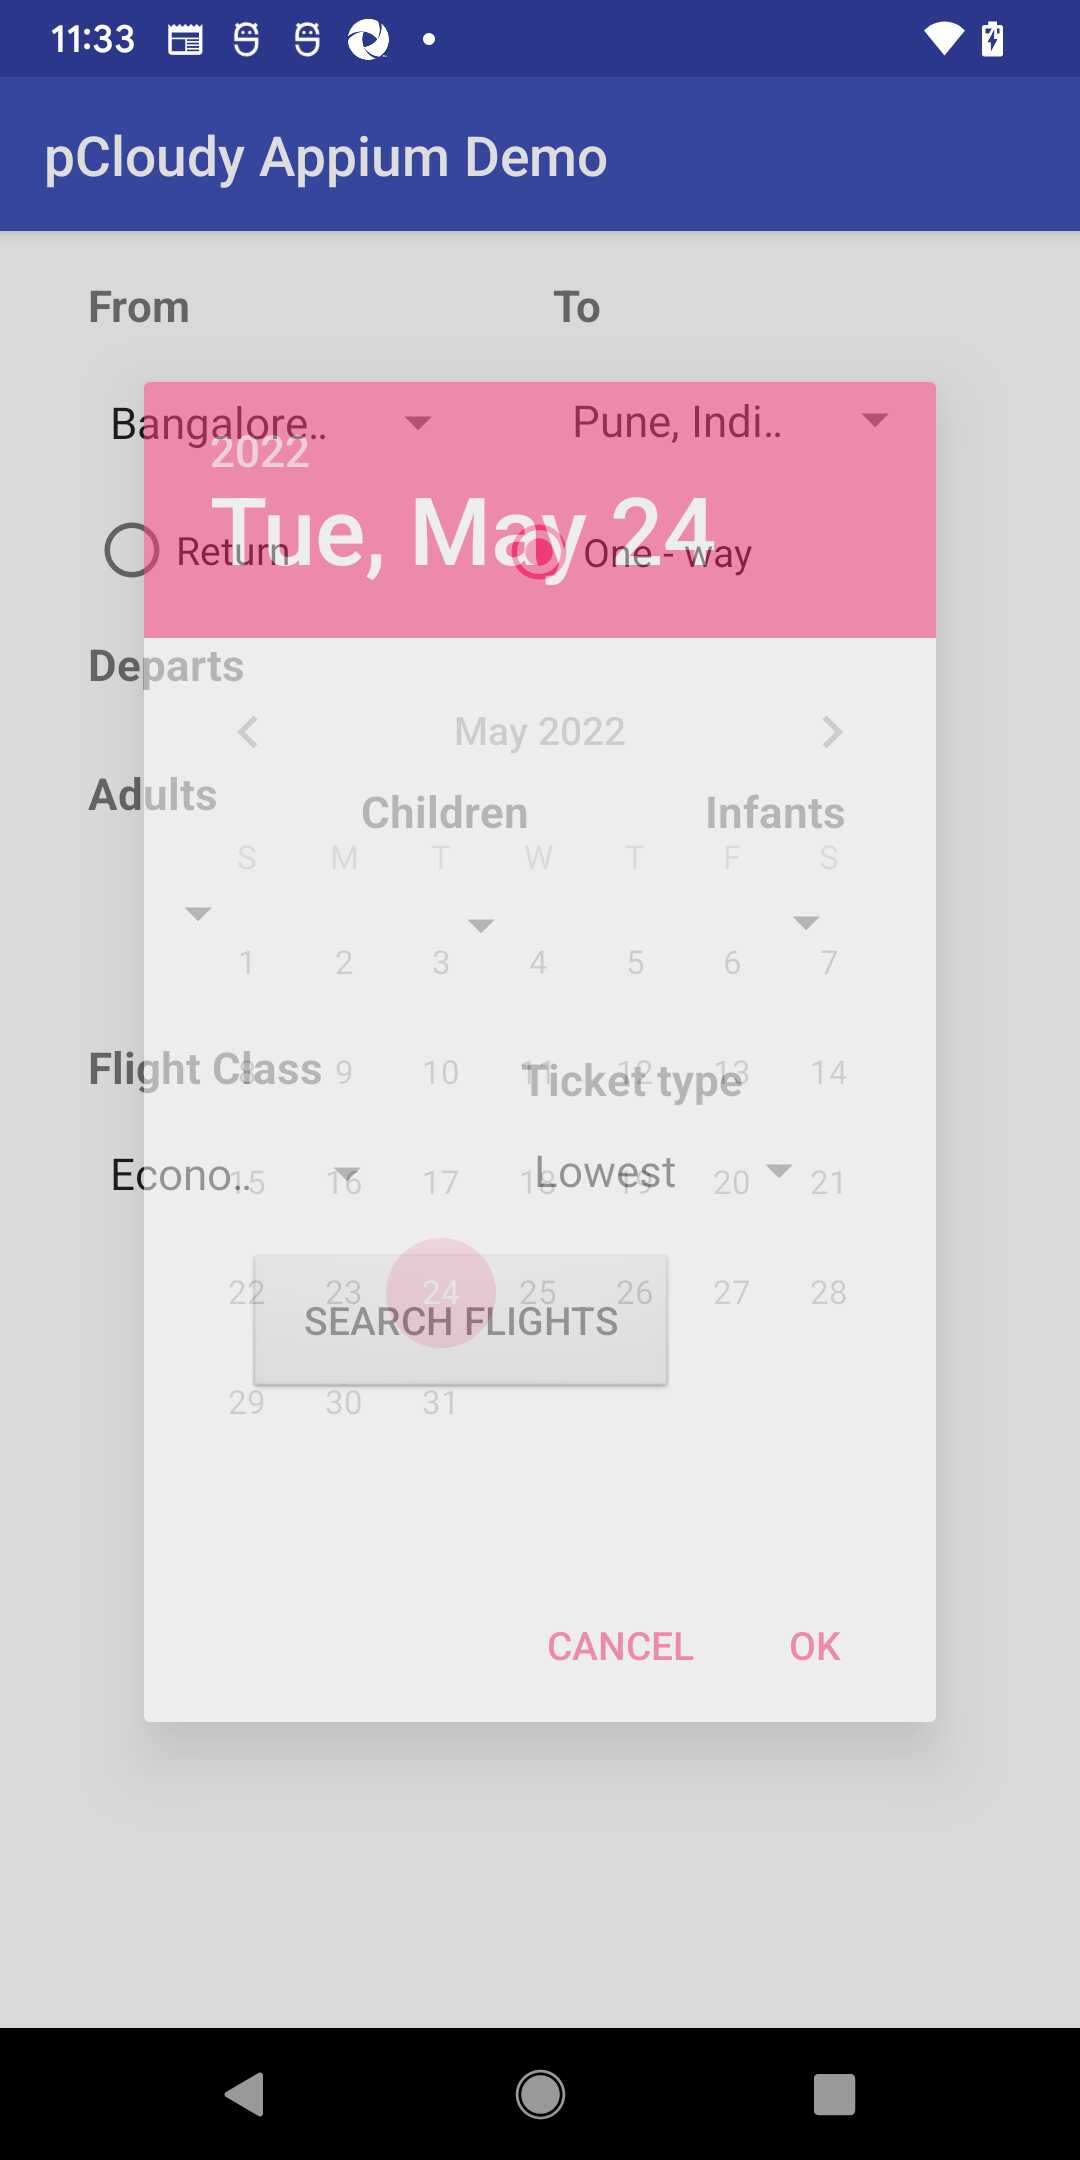 11:33
pCloudy Appium Demo
From To
Bangalore.. Pune, Indi..
2022
Tue, May 24
Return One - way
Departs
May 2022
Adults Children Infants
S M T W T F S
1 2 3 4 5 6 7
Flight Class Ticket type
8 9 10 11 12 13 14
Econo.. Lowest
15 16 17 18 19 20 21
22 23 24 25 26 27 28
SEARCH FLIGHTS
29 30 31
CANCEL OK